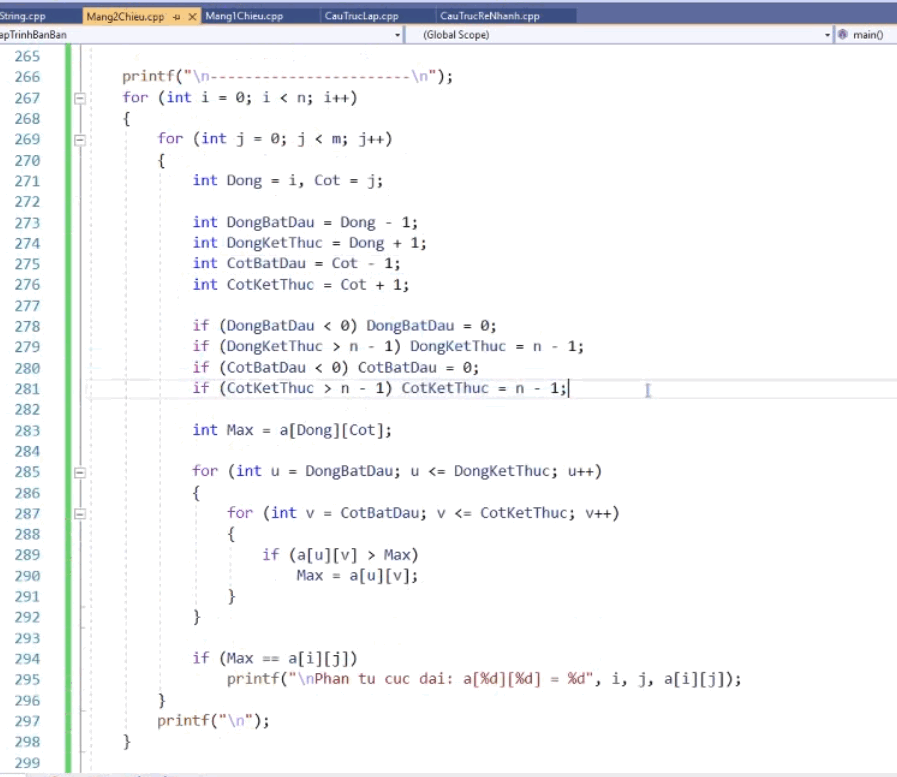 String.cpp Mang2Chieu.cpp Mang1Chieu.cpp CauTrucLap.cpp CauTrucReNhanh.cpp
apTrinhBanBan (Global Scope) main()
265
266 printf("\n-----------------------\n");
267 for (int i = 0; i < n; i++)
268 {
269 for (int j = 0; j < m; j++)
270 {
271 int Dong = i, Cot = j;
272
273 int DongBatDau = Dong - 1;
274 int DongKetThuc = Dong + 1;
275 int CotBatDau = Cot - 1;
276 int CotKetThuc = Cot + 1;
277
278 if (DongBatDau < 0) DongBatDau = 0;
279 if (DongKetThuc > n - 1) DongKetThuc = n - 1;
280 if (CotBatDau < 0) CotBatDau = 0;
281 if (CotKetThuc > n - 1) CotKetThuc = n - 1;
282
283 int Max = a[Dong][Cot];
284
285 for (int u = DongBatDau; u <= DongKetThuc; u++)
286 {
287 for (int v = CotBatDau; v <= CotKetThuc; v++)
288 {
289 if (a[u][v] > Max)
290 Max = a[u][v];
291 }
292 }
293
294 if (Max == a[i][j])
295 printf("\nPhan tu cuc dai: a[%d][%d] = %d", i, j, a[i][j]);
296 }
297 printf("\n");
298 }
299